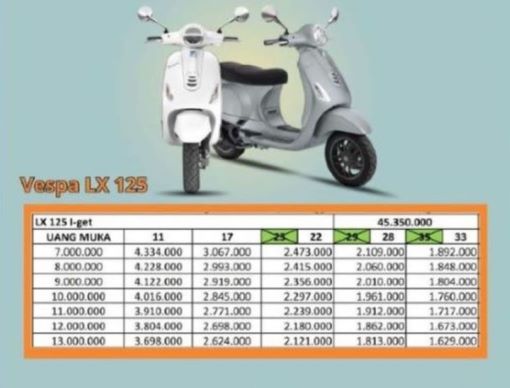 Vespa LX 125
LX 125 I-get 45.350.000
UANG MUKA 11 17 23 22 29 28 35 33
7.000.000 4.334.000 3.067.000 2.473.000 2.109.000 1.892.000
8.000.000 4.228.000 2.993.000 2.415.000 2.060.000 1.848.000
9.000.000 4.122.000 2.919.000 2.356.000 2.010.000 1.804.000
10.000.000 4.016.000 2.845.000 2.297.000 1.961.000 1.760.000
11.000.000 3.910.000 2.771.000 2.239.000 1.912.000 1.717.000
12.000.000 3.804.000 2.698.000 2.180.000 1.862.000 1.673.000
13.000.000 3.698.000 2.624.000 2.121.000 1.813.000 1.629.000